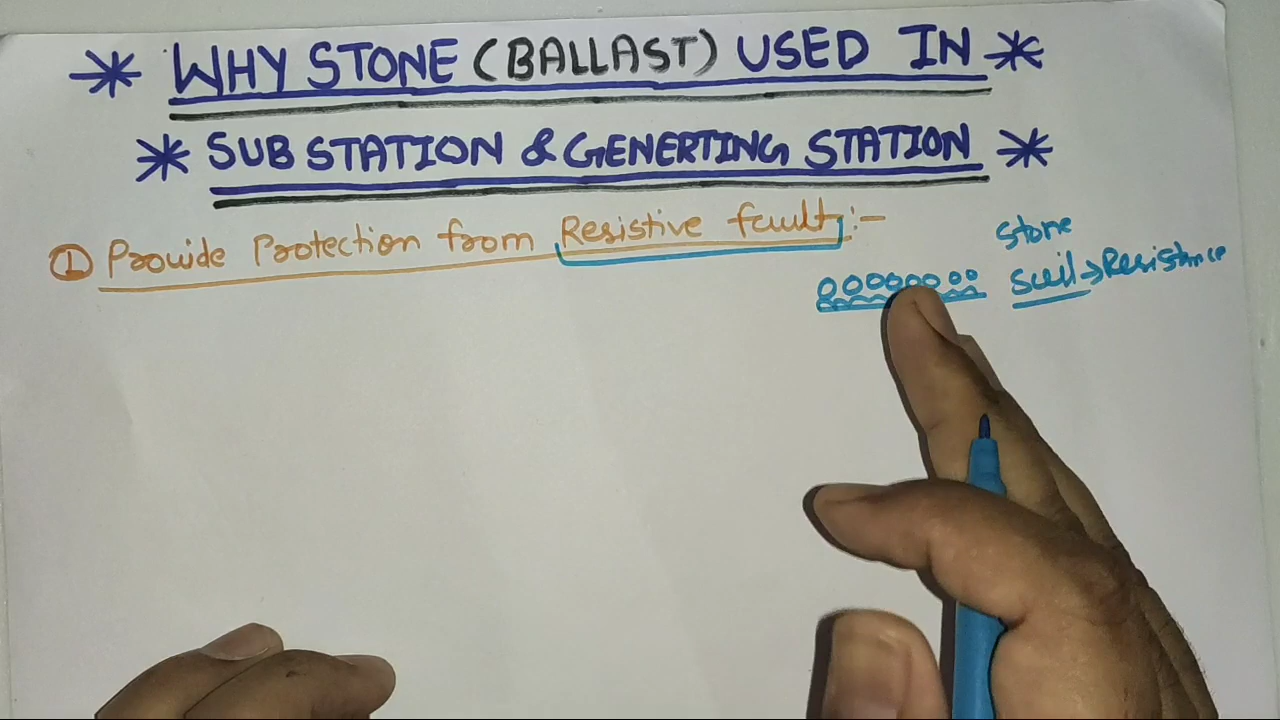 * WHY STONE (BALLAST) USED IN *
* SUB STATION & GENERTING STATION *
① Provide Protection from Resistive fault :-
Stone
Soil → Resistance